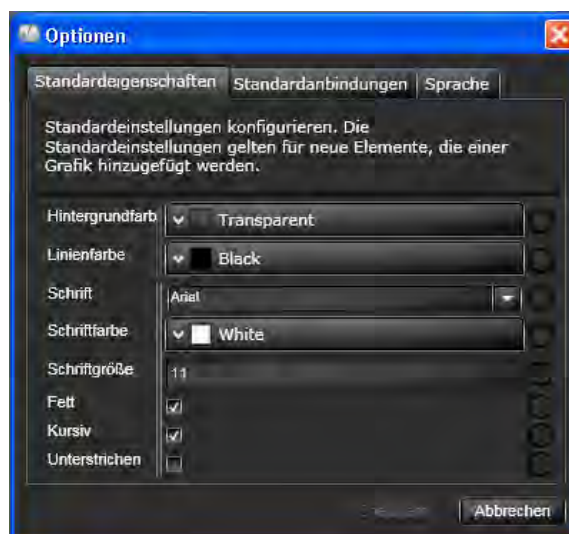 Optionen
Standardeigenschaften Standardanbindungen Sprache
Standardeinstellungen konfigurieren. Die
Standardeinstellungen gelten für neue Elemente, die einer
Grafik hinzugefügt werden.
Hintergrundfarb Transparent
Linienfarbe Black
Schrift Arial
Schriftfarbe White
Schriftgröße 11
Fett
Kursiv
Unterstrichen
Abbrechen